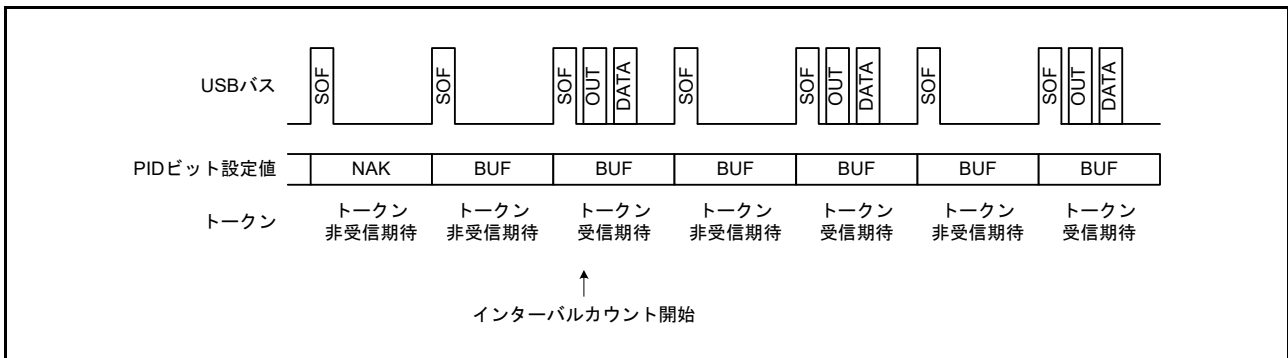 USBバス
SOF
SOF
SOF
OUT
DATA
SOF
SOF
OUT
DATA
SOF
SOF
OUT
DATA
PIDビット設定値
NAK
BUF
BUF
BUF
BUF
BUF
BUF
トークン
トークン
非受信期待
トークン
非受信期待
トークン
受信期待
トークン
非受信期待
トークン
受信期待
トークン
非受信期待
トークン
受信期待
インターバルカウント開始